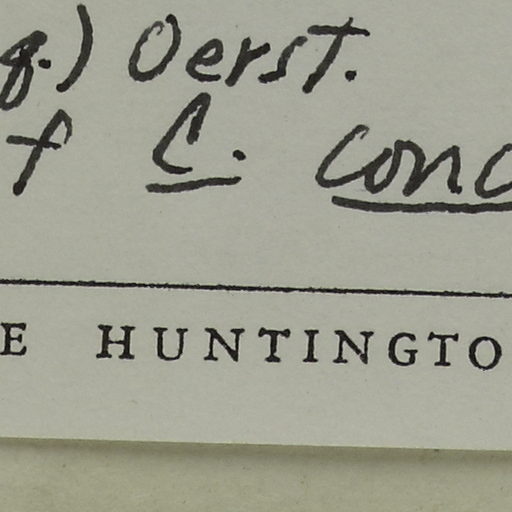 q.) Oerst.
f C. conc
E HUNTINGTO